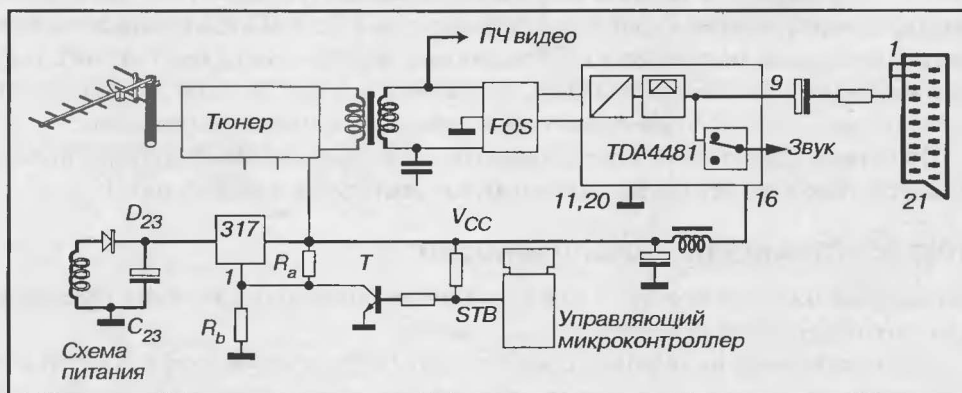 ПЧ видео
Тюнер
FOS
TDA4481
Звук
1
9
11,20
16
21
D23
317
VCC
1
Ra
T
Rb
STB
C23
Схема
питания
Управляющий
микроконтроллер